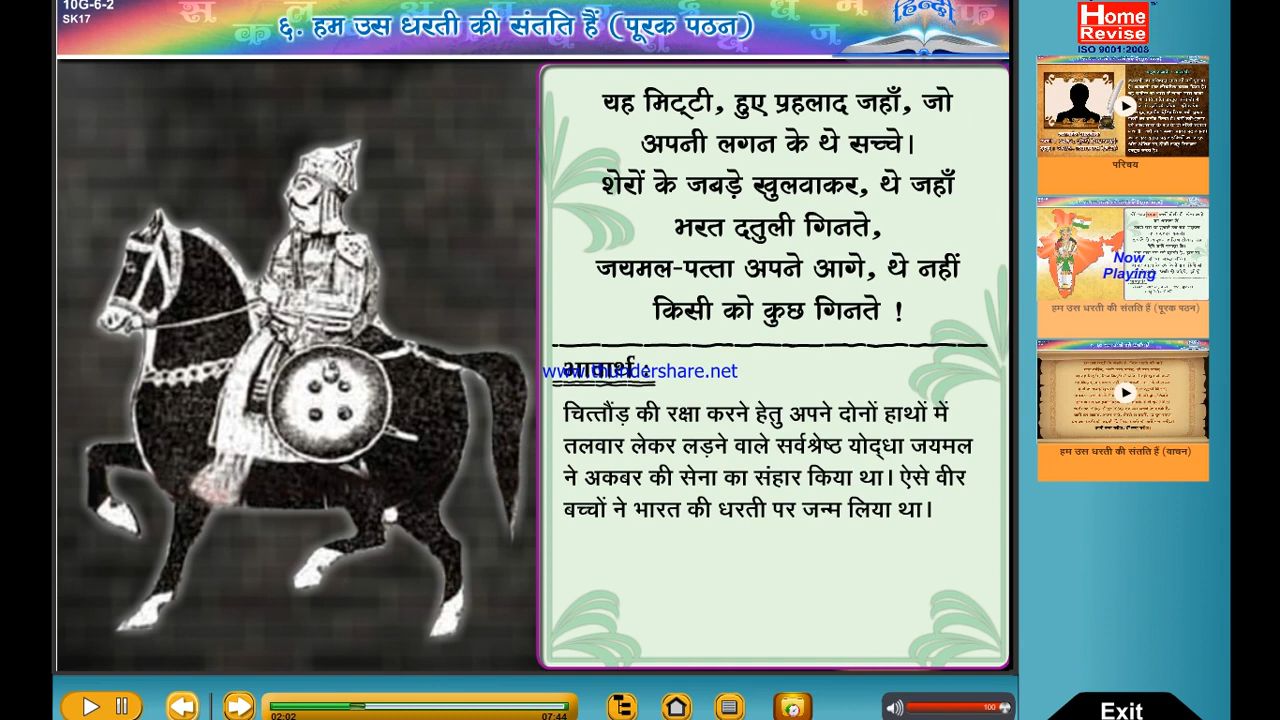 10G-6-2
SK17
६. हम उस धरती की संतति हैं (पूरक पठन)
हिन्दी
यह मिट्टी, हुए प्रहलाद जहाँ, जो
अपनी लगन के थे सच्चे।
शेरों के जबड़े खुलवाकर, थे जहाँ
भरत दतुली गिनते,
जयमल-पत्ता अपने आगे, थे नहीं
किसी को कुछ गिनते !
भावार्थ :
www.thundershare.net
चित्तौंड़ की रक्षा करने हेतु अपने दोनों हाथों में
तलवार लेकर लड़ने वाले सर्वश्रेष्ठ योद्धा जयमल
ने अकबर की सेना का संहार किया था। ऐसे वीर
बच्चों ने भारत की धरती पर जन्म लिया था।
Home
Revise
ISO 9001:2008
परिचय
Now
Playing
हम उस धरती की संतति हैं (पूरक पठन)
हम उस धरती की संतति हैं (वाचन)
02:02
07:44
100
Exit